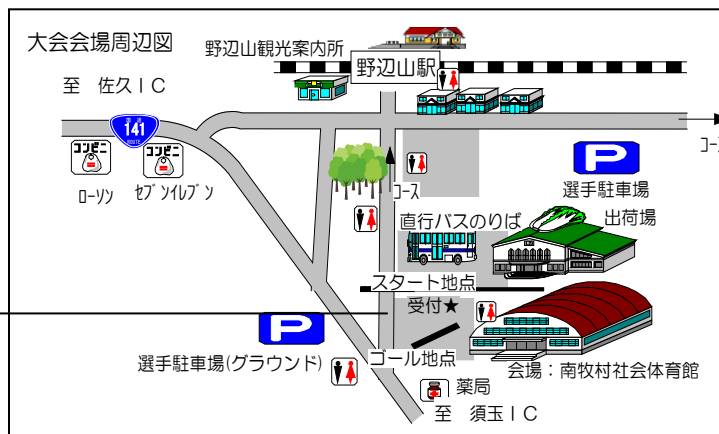 大会会場周辺図
野辺山観光案内所
野辺山駅
至 佐久IC
141
ROUTE
コンビニ
コンビニ
ローソン
セブンイレブン
コース
コース
P
選手駐車場
出荷場
直行バスのりば
スタート地点
受付★
P
選手駐車場(グラウンド)
ゴール地点
会場：南牧村社会体育館
薬局
至 須玉IC